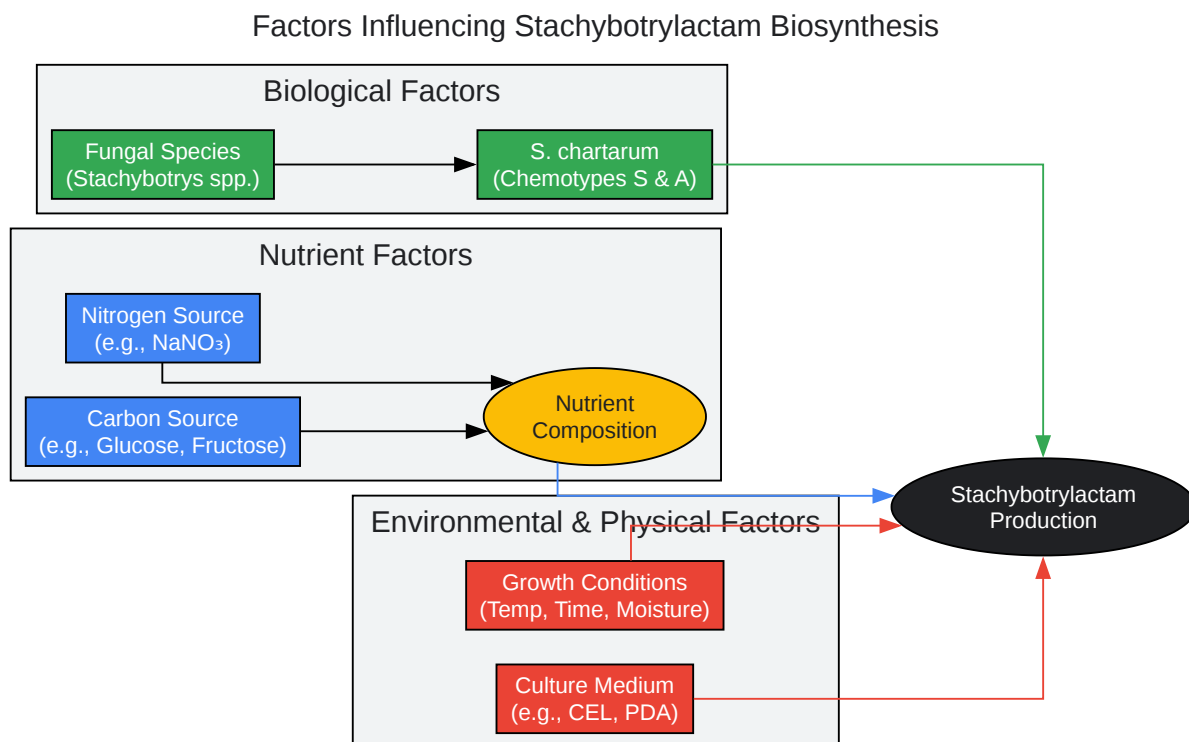 Factors Influencing Stachybotrylactam Biosynthesis
Biological Factors
Fungal Species
(Stachybotrys spp.)
S. chartarum
(Chemotypes S & A)
Nutrient Factors
Nitrogen Source
(e.g., NaNO₃)
Carbon Source
(e.g., Glucose, Fructose)
Nutrient
Composition
Stachybotrylactam
Production
Environmental & Physical Factors
Growth Conditions
(Temp, Time, Moisture)
Culture Medium
(e.g., CEL, PDA)